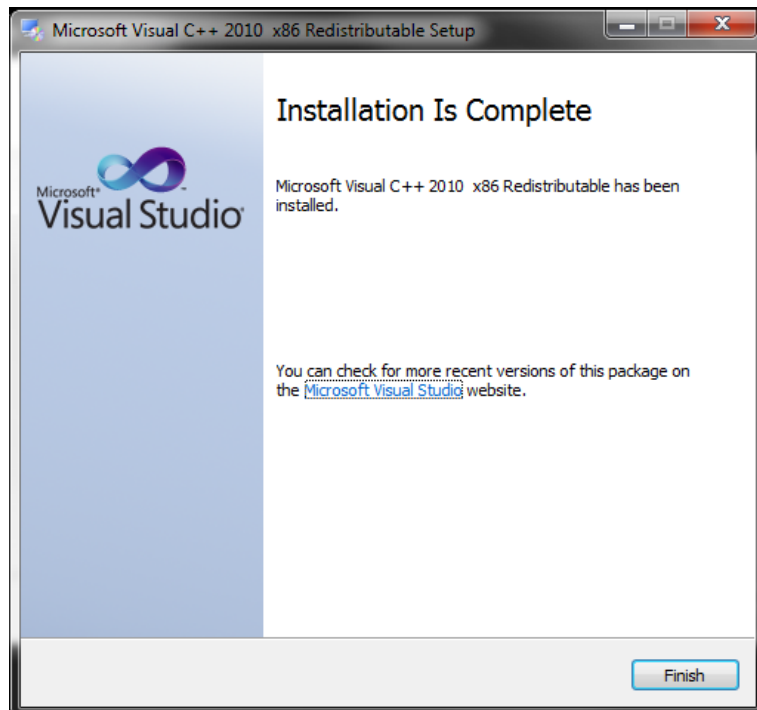 Microsoft Visual C++ 2010  x86 Redistributable Setup
Installation Is Complete
Microsoft®
Visual Studio®
Microsoft Visual C++ 2010  x86 Redistributable has been
installed.
You can check for more recent versions of this package on
the Microsoft Visual Studio website.
Finish